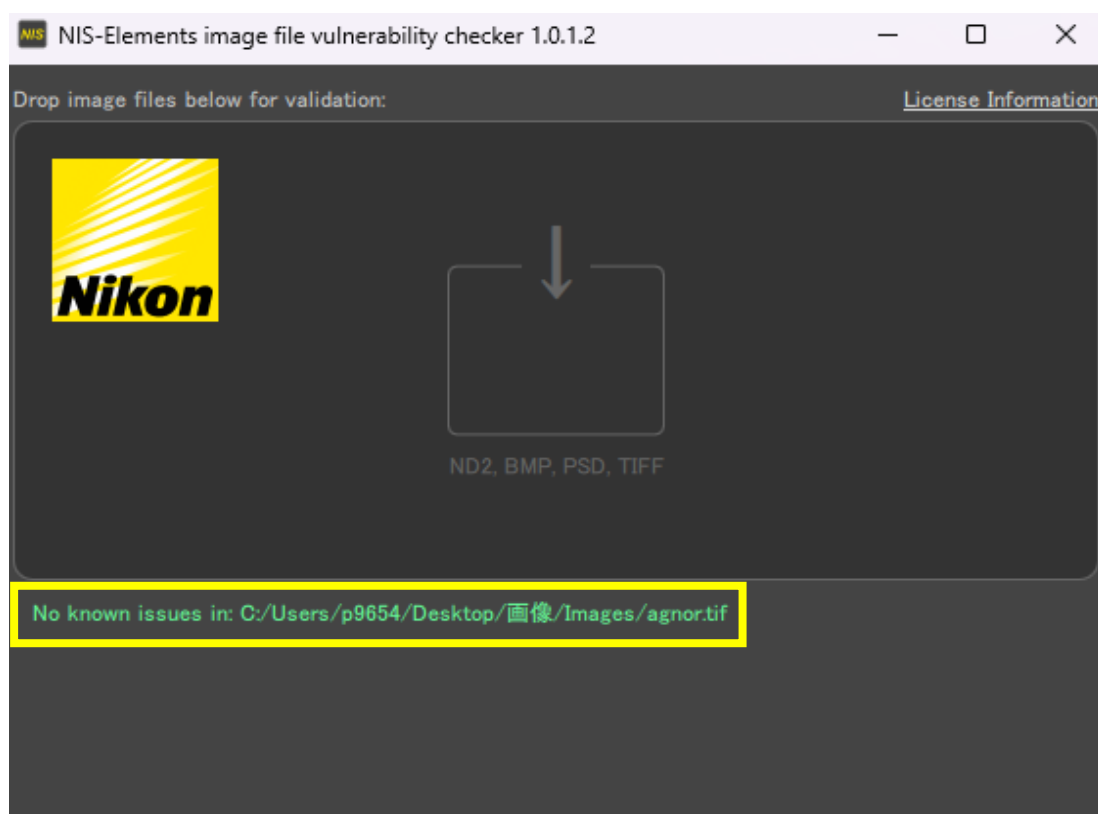 NIS NIS-Elements image file vulnerability checker 1.0.1.2
Drop image files below for validation: License Information
Nikon
ND2, BMP, PSD, TIFF
No known issues in: C:/Users/p9654/Desktop/画像/Images/agnor.tif